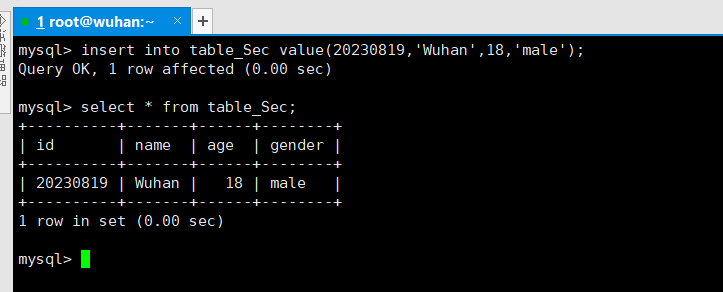 1 root@wuhan:~ × +
mysql> insert into table_Sec value(20230819,'Wuhan',18,'male');
Query OK, 1 row affected (0.00 sec)
mysql> select * from table_Sec;
+----------+-------+------+--------+
| id       | name  | age  | gender |
+----------+-------+------+--------+
| 20230819 | Wuhan |   18 | male   |
+----------+-------+------+--------+
1 row in set (0.00 sec)
mysql>